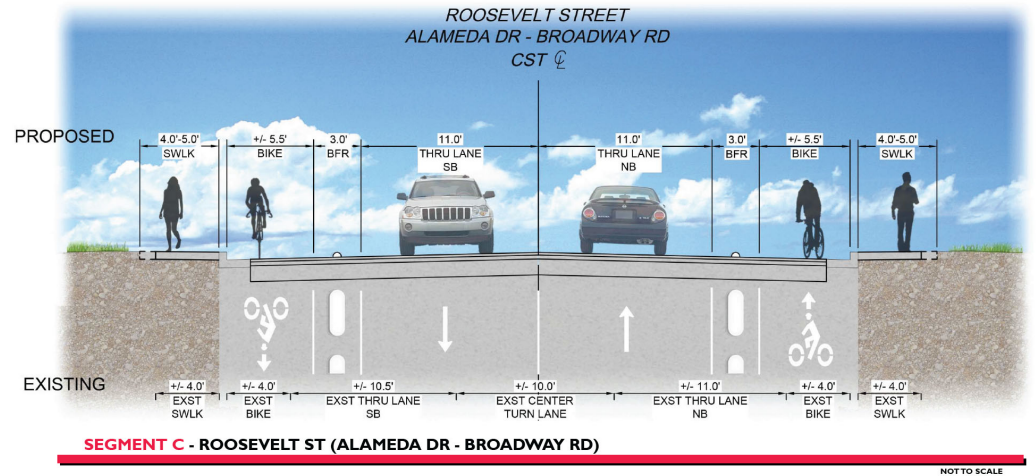 ROOSEVELT STREET
ALAMEDA DR - BROADWAY RD
CST ℄
PROPOSED
4.0'-5.0' +/- 5.5' 3.0' 11.0' 11.0' 3.0' +/- 5.5' 4.0'-5.0'
SWLK BIKE BFR THRU LANE THRU LANE BFR BIKE SWLK
SB NB
EXISTING
+/- 4.0' +/- 4.0' +/- 10.5' +/- 10.0' +/- 11.0' +/- 4.0' +/- 4.0'
EXST EXST EXST THRU LANE EXST CENTER EXST THRU LANE EXST EXST
SWLK BIKE SB TURN LANE NB BIKE SWLK
SEGMENT C - ROOSEVELT ST (ALAMEDA DR - BROADWAY RD)
NOT TO SCALE